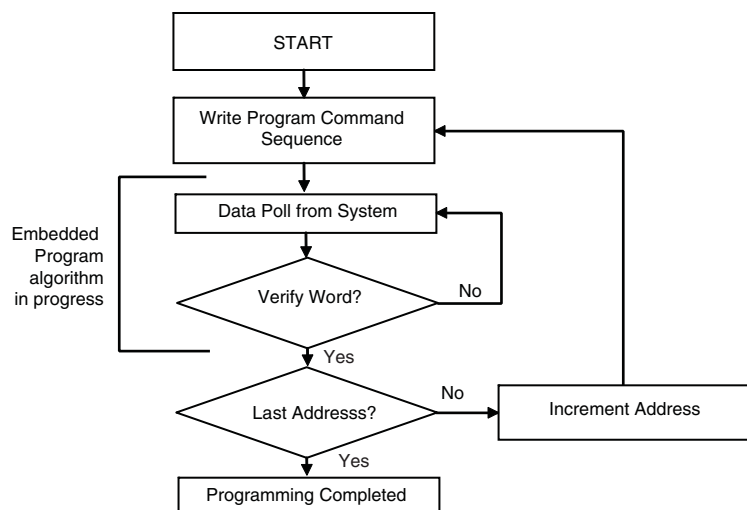 START
Write Program Command
Sequence
Data Poll from System
Embedded
Program
algorithm
in progress
Verify Word?
No
Yes
Last Addresss?
No
Increment Address
Yes
Programming Completed